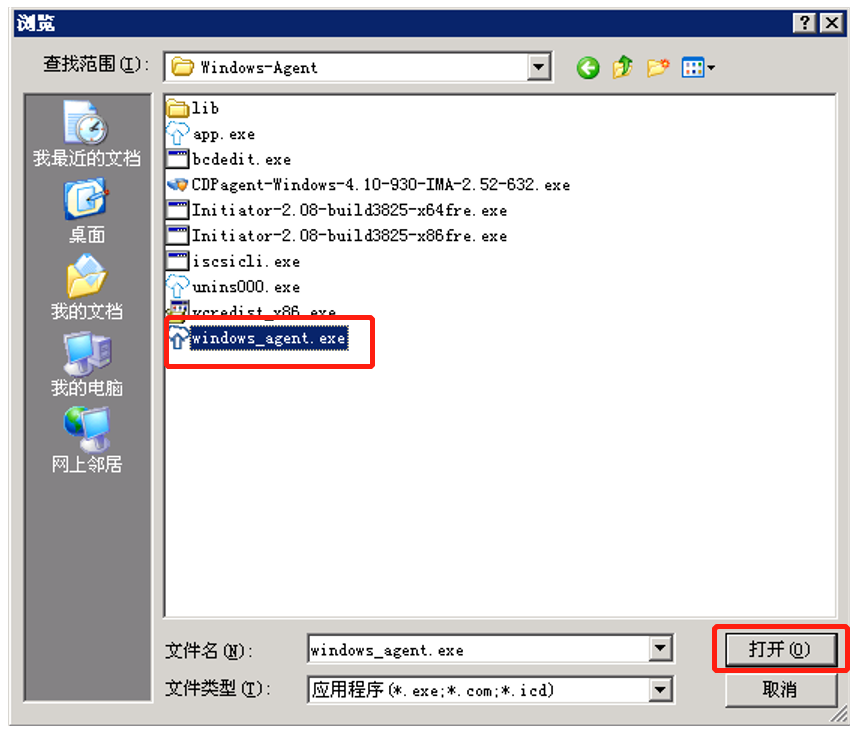 浏览
查找范围(I): Windows-Agent
我最近的文档
桌面
我的文档
我的电脑
网上邻居
lib
app.exe
bcdedit.exe
CDPagent-Windows-4.10-930-IMA-2.52-632.exe
Initiator-2.08-build3825-x64fre.exe
Initiator-2.08-build3825-x86fre.exe
iscsicli.exe
unins000.exe
vcredist_x86.exe
windows_agent.exe
文件名(N): windows_agent.exe 打开(O)
文件类型(T): 应用程序(*.exe;*.com;*.icd) 取消